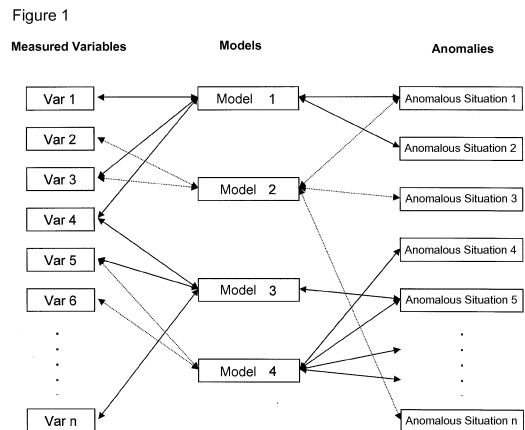 Figure 1
Measured Variables
Models
Anomalies
Var 1
Model 1
Anomalous Situation 1
Var 2
Anomalous Situation 2
Var 3
Model 2
Anomalous Situation 3
Var 4
Anomalous Situation 4
Var 5
Model 3
Anomalous Situation 5
Var 6
Model 4
Var n
Anomalous Situation n